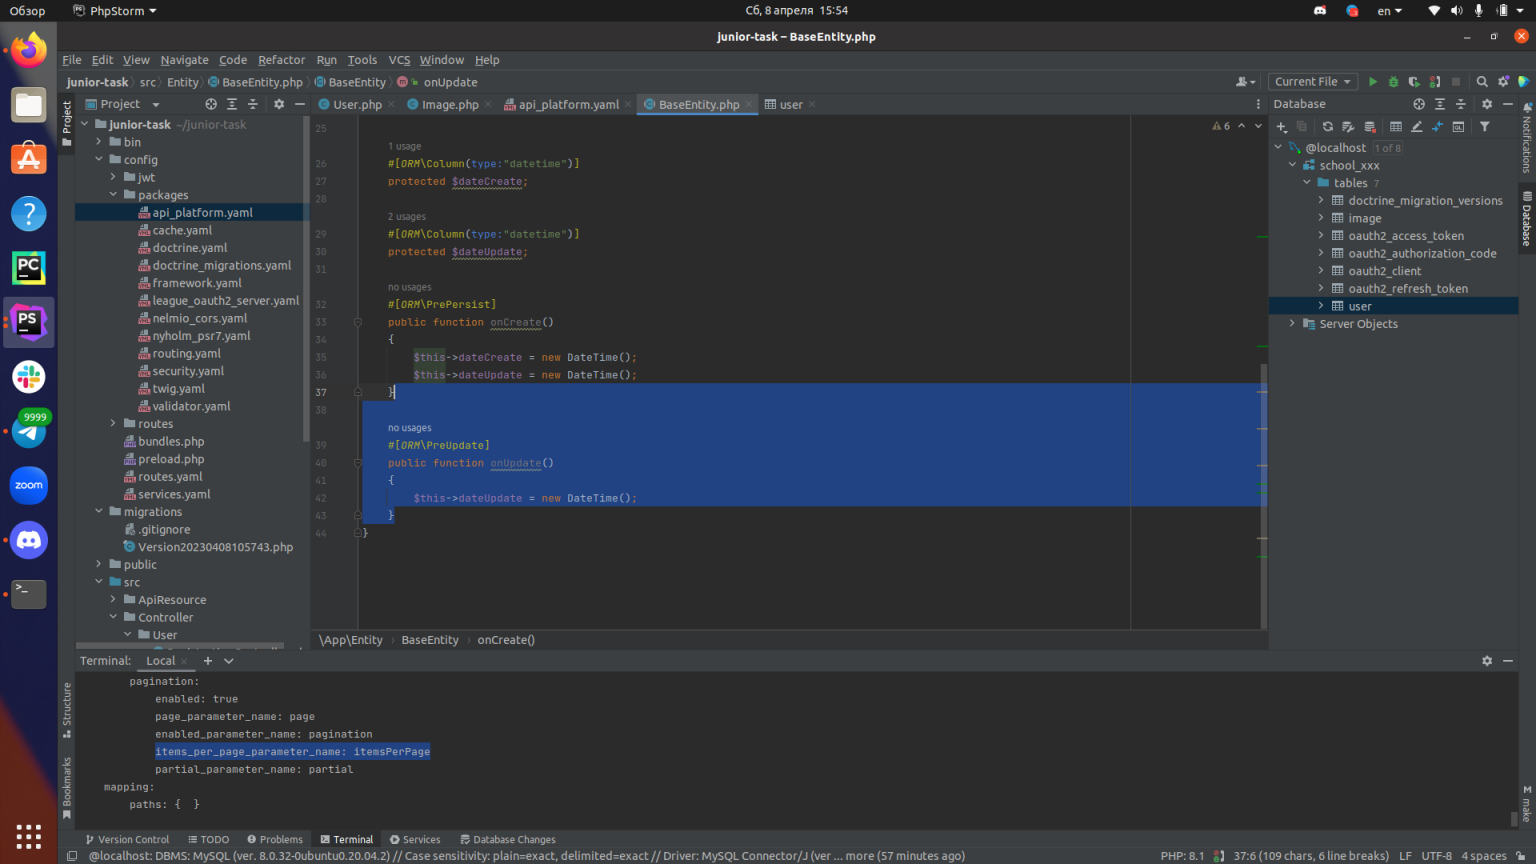 Обзор
PhpStorm
Сб, 8 апреля 15:54
en
junior-task – BaseEntity.php
File Edit View Navigate Code Refactor Run Tools VCS Window Help
junior-task src Entity BaseEntity.php BaseEntity onUpdate
Current File
Project
User.php
Image.php
api_platform.yaml
BaseEntity.php
user
Database
Project
junior-task ~/junior-task
bin
config
jwt
packages
api_platform.yaml
cache.yaml
doctrine.yaml
doctrine_migrations.yaml
framework.yaml
league_oauth2_server.yaml
nelmio_cors.yaml
nyholm_psr7.yaml
routing.yaml
security.yaml
twig.yaml
validator.yaml
routes
bundles.php
preload.php
routes.yaml
services.yaml
migrations
.gitignore
Version20230408105743.php
public
src
ApiResource
Controller
User
6
25
1 usage
26 #[ORM\Column(type:"datetime")]
27 protected $dateCreate;
28
2 usages
29 #[ORM\Column(type:"datetime")]
30 protected $dateUpdate;
31
no usages
32 #[ORM\PrePersist]
33 public function onCreate()
34 {
35 $this->dateCreate = new DateTime();
36 $this->dateUpdate = new DateTime();
37 }
38
no usages
39 #[ORM\PreUpdate]
40 public function onUpdate()
41 {
42 $this->dateUpdate = new DateTime();
43 }
44 }
\App\Entity BaseEntity onCreate()
@localhost 1 of 8
school_xxx
tables 7
doctrine_migration_versions
image
oauth2_access_token
oauth2_authorization_code
oauth2_client
oauth2_refresh_token
user
Server Objects
Notifications
Database
M make
PC
PS
9999
zoom
Terminal: Local
pagination:
enabled: true
page_parameter_name: page
enabled_parameter_name: pagination
items_per_page_parameter_name: itemsPerPage
partial_parameter_name: partial
mapping:
paths: { }
Structure
Bookmarks
Version Control TODO Problems Terminal Services Database Changes
@localhost: DBMS: MySQL (ver. 8.0.32-0ubuntu0.20.04.2) // Case sensitivity: plain=exact, delimited=exact // Driver: MySQL Connector/J (ver ... more (57 minutes ago)
PHP: 8.1 37:6 (109 chars, 6 line breaks) LF UTF-8 4 spaces